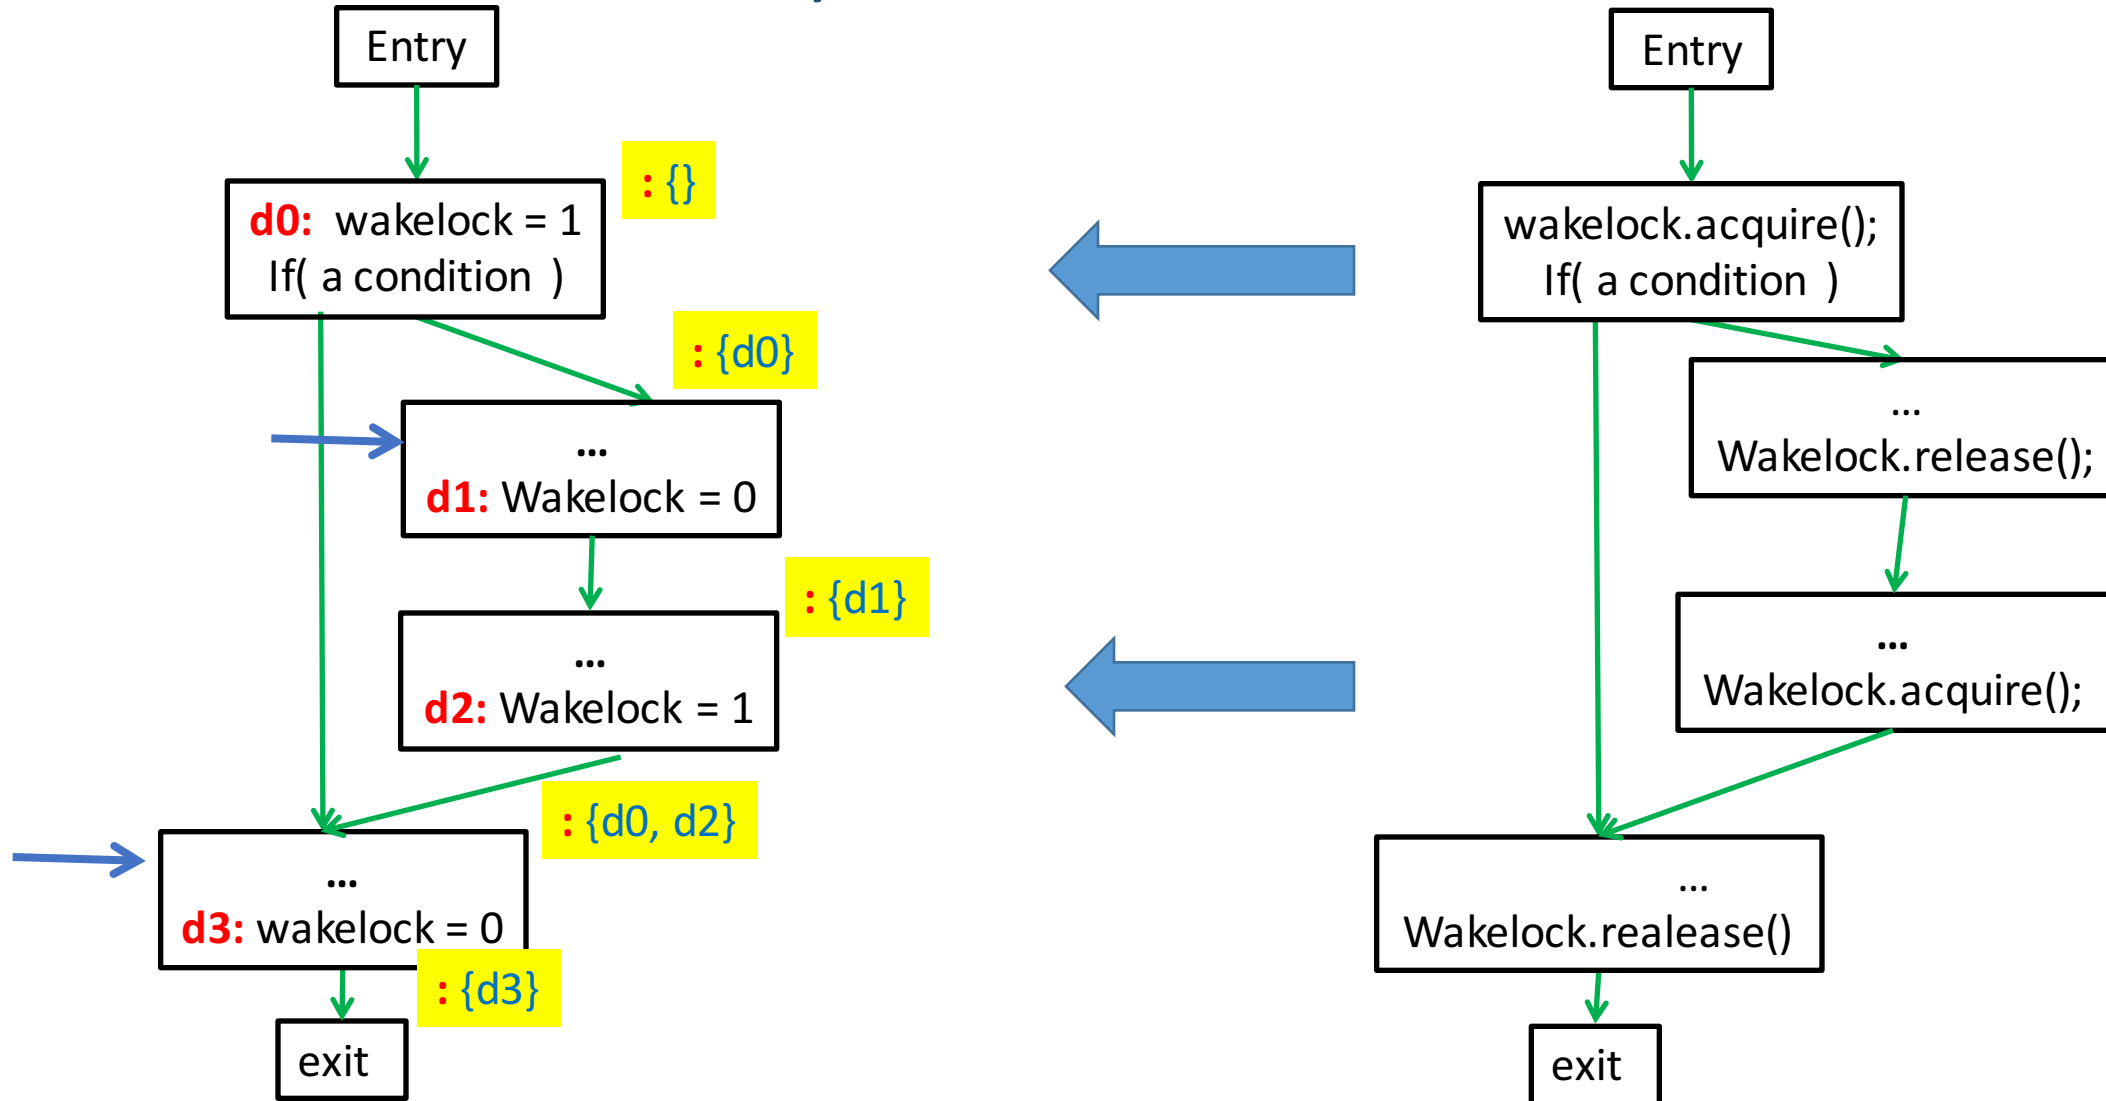 Entry
d0: wakelock = 1
If( a condition )
: {}
: {d0}
...
d1: Wakelock = 0
: {d1}
...
d2: Wakelock = 1
: {d0, d2}
...
d3: wakelock = 0
: {d3}
exit
Entry
wakelock.acquire();
If( a condition )
...
Wakelock.release();
...
Wakelock.acquire();
...
Wakelock.realease()
exit